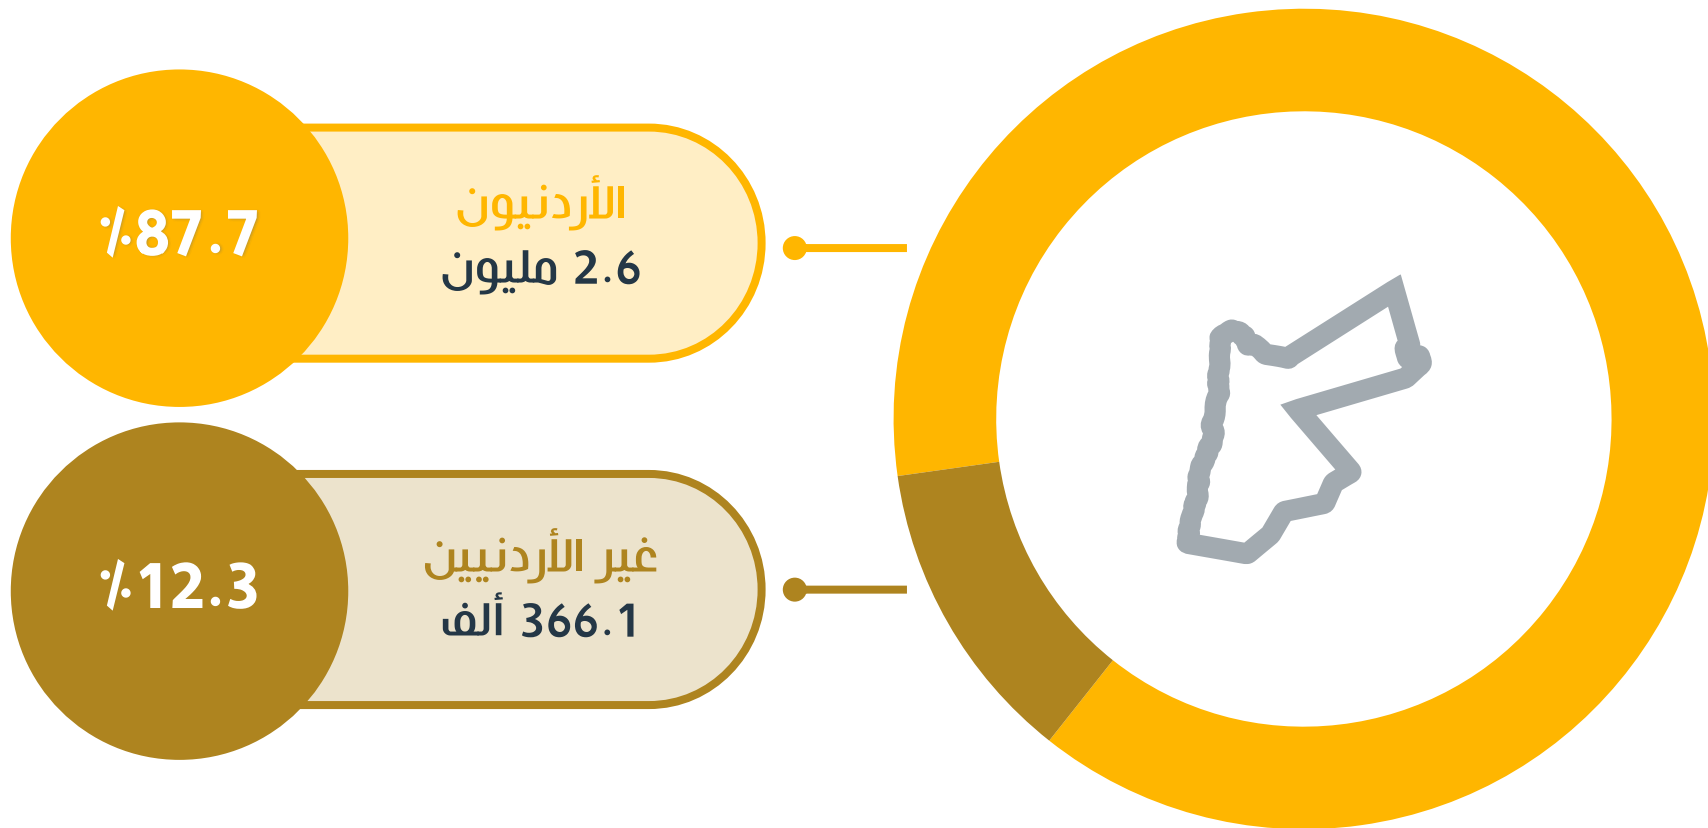 الأردنيون
2.6 مليون
87.7٪
غير الأردنيين
366.1 ألف
12.3٪